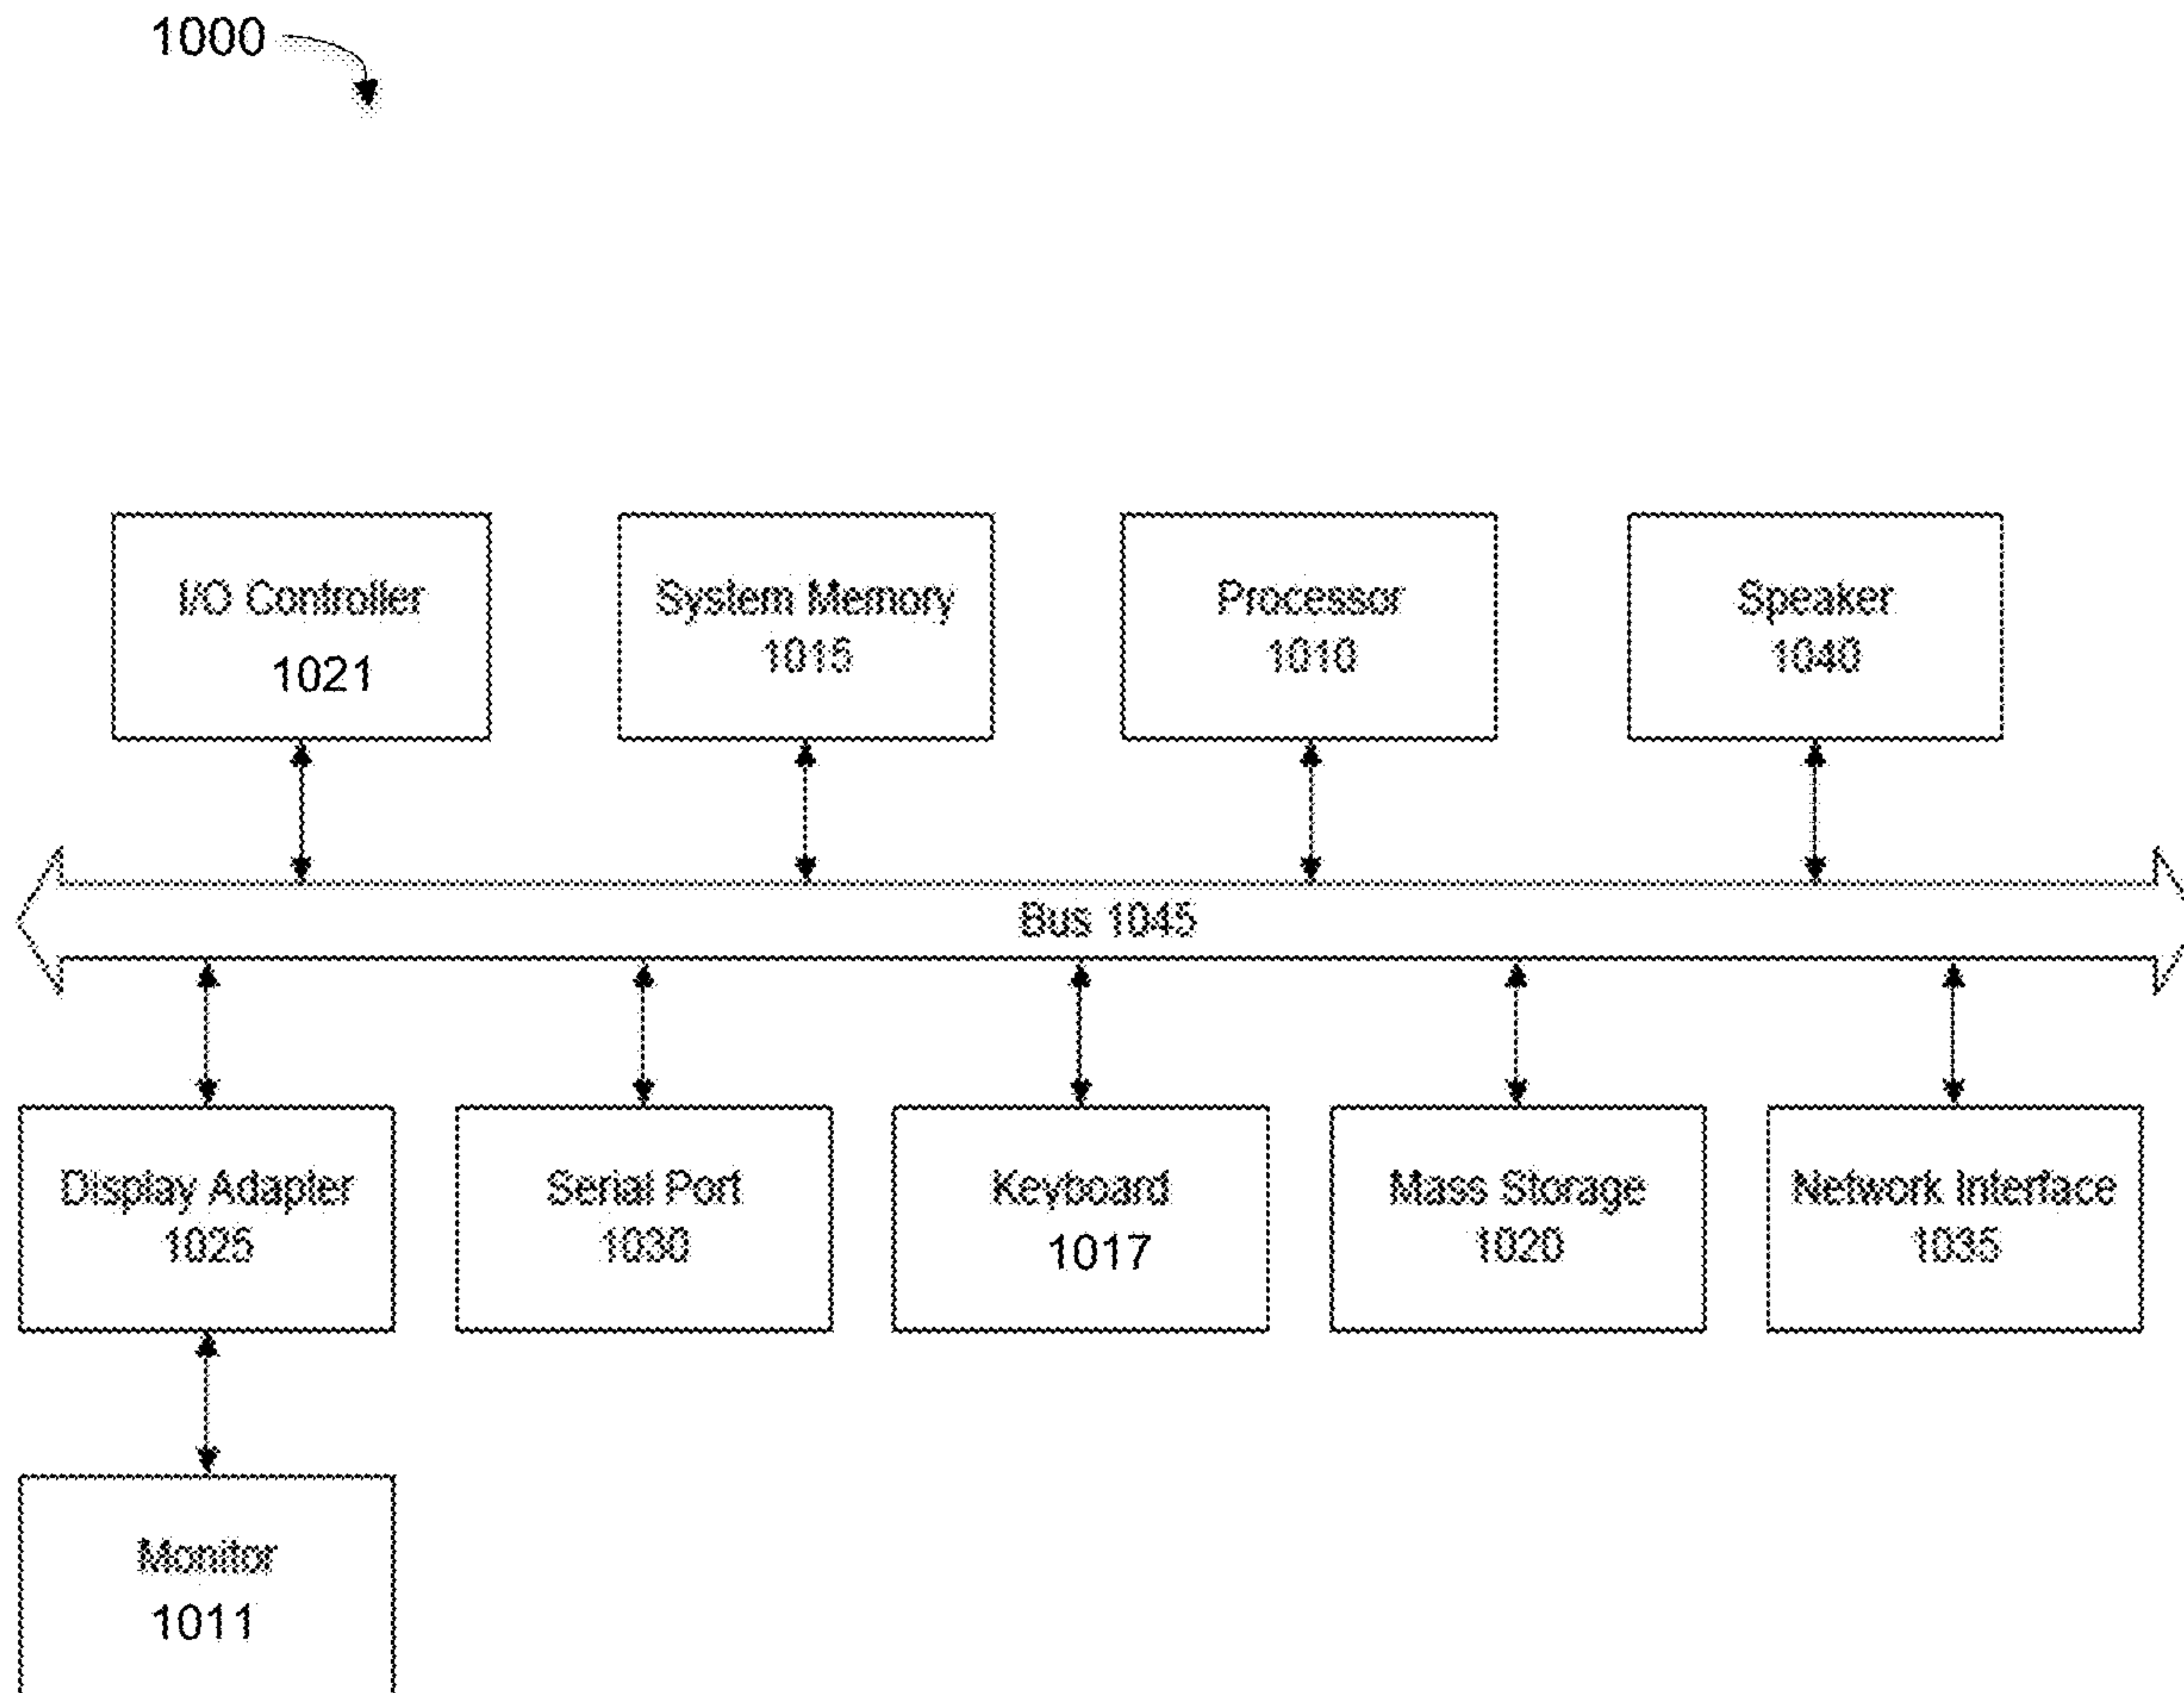 1000
I/O Controller
1021
System Memory
1015
Processor
1010
Speaker
1040
Bus 1045
Display Adapter
1025
Serial Port
1030
Keyboard
1017
Mass Storage
1020
Network Interface
1035
Monitor
1011